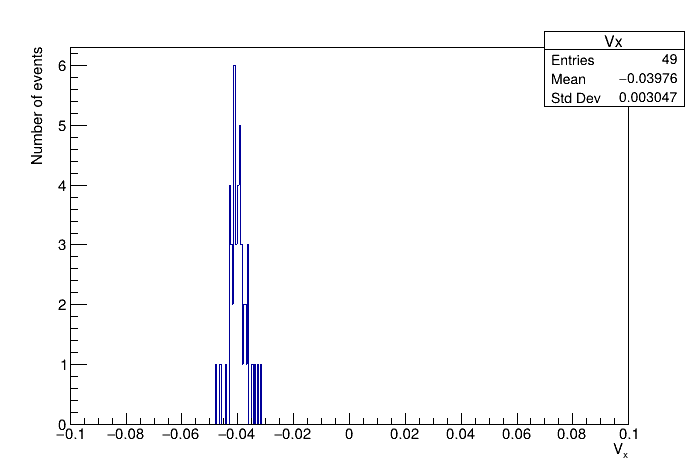 Vx
Entries 49
Mean −0.03976
Std Dev 0.003047
Number of events
6
5
4
3
2
1
0
−0.1 −0.08 −0.06 −0.04 −0.02 0 0.02 0.04 0.06 0.08 0.1
Vx